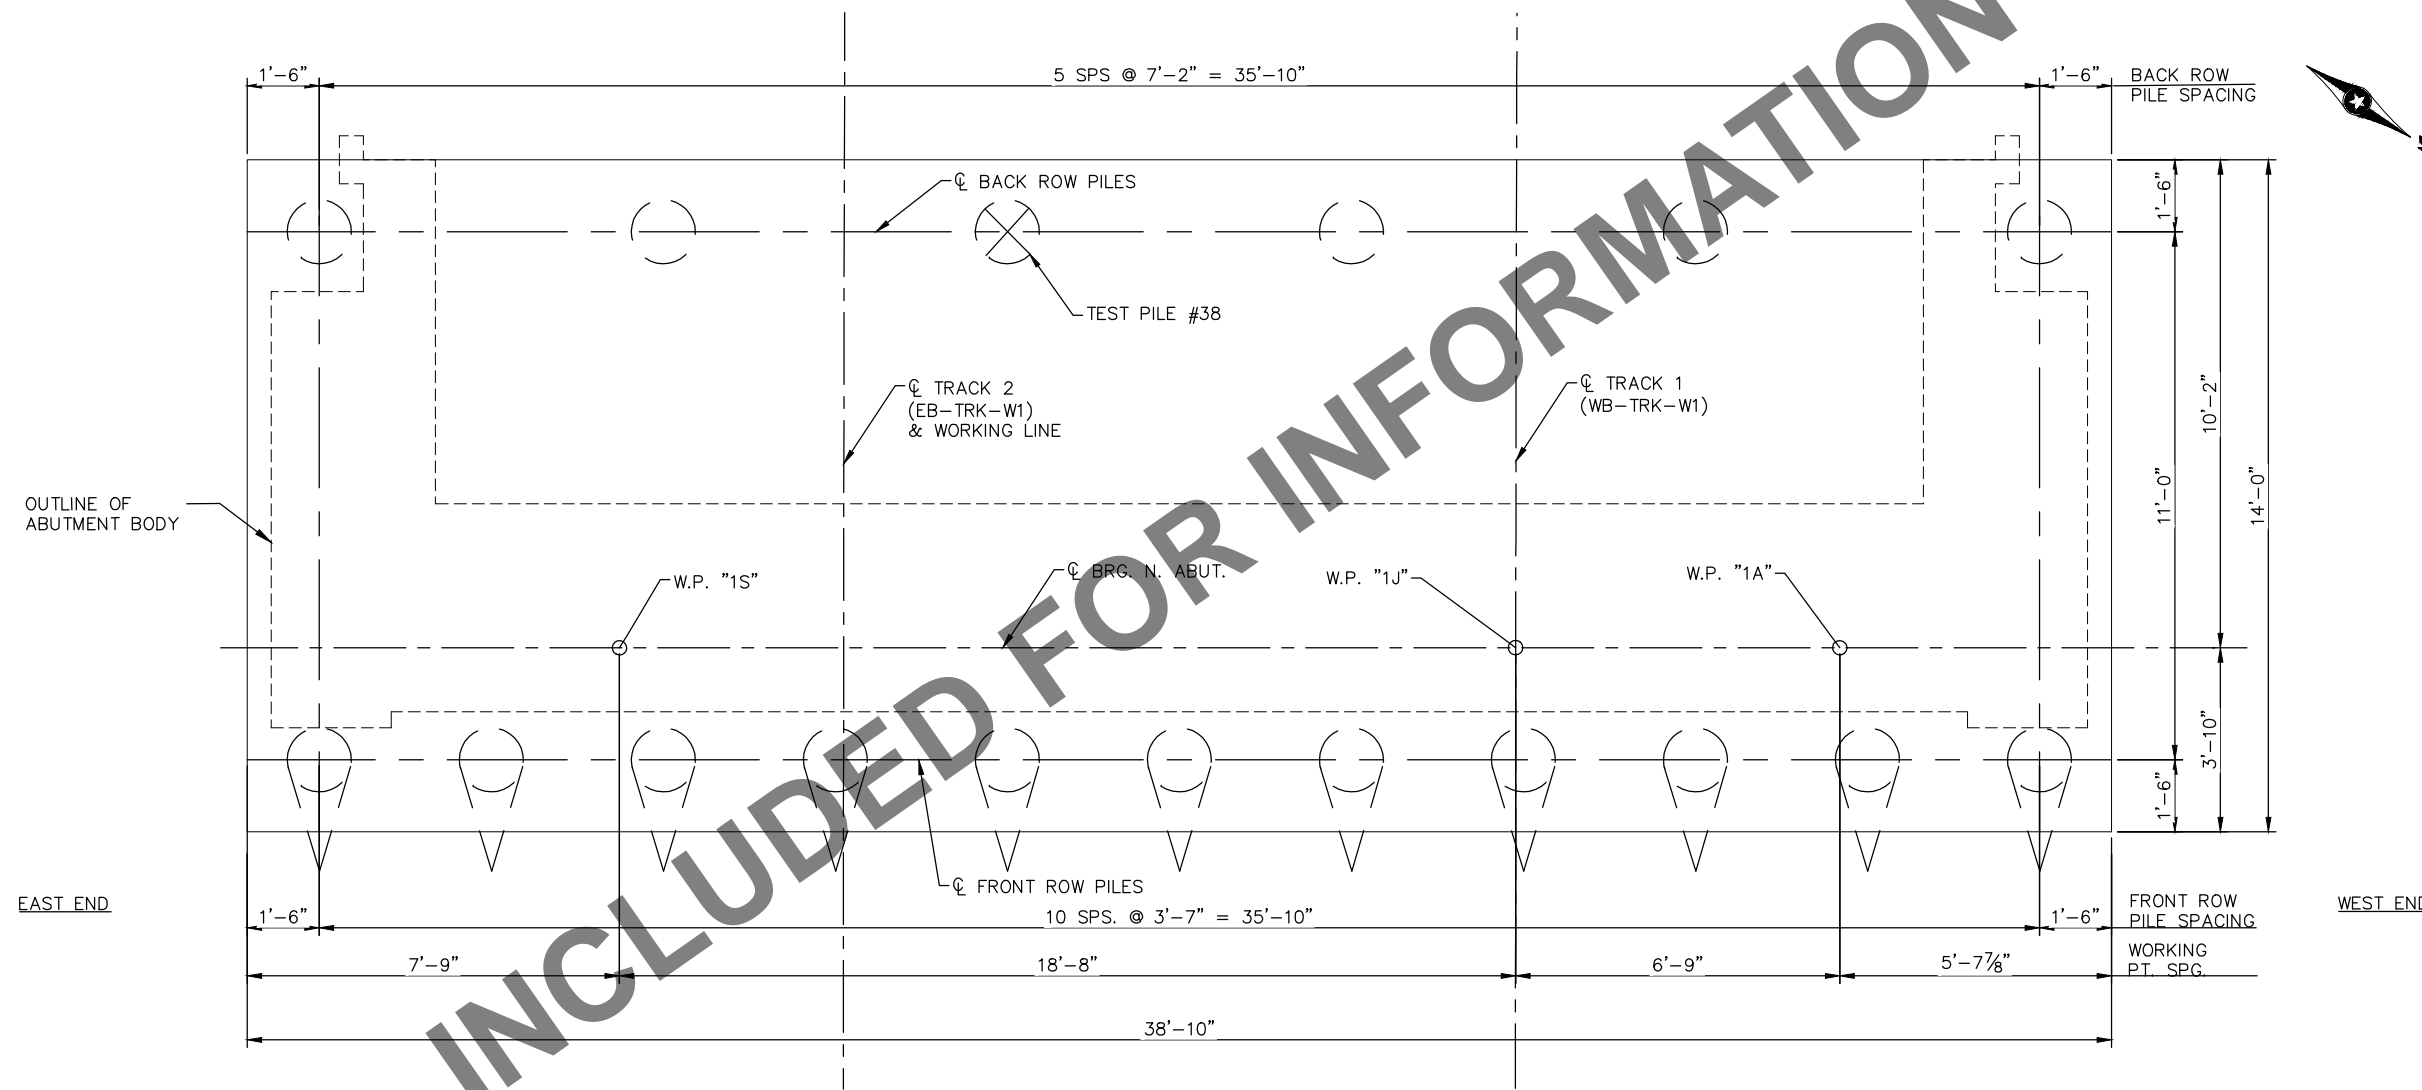 1'-6"
5 SPS @ 7'-2" = 35'-10"
1'-6"
BACK ROW
PILE SPACING
℄ BACK ROW PILES
1'-6"
TEST PILE #38
℄ TRACK 2
(EB-TRK-W1)
& WORKING LINE
℄ TRACK 1
(WB-TRK-W1)
10'-2"
11'-0"
14'-0"
OUTLINE OF
ABUTMENT BODY
W.P. "1S"
℄ BRG. N. ABUT.
W.P. "1J"
W.P. "1A"
3'-10"
1'-6"
℄ FRONT ROW PILES
EAST END
WEST END
1'-6"
10 SPS. @ 3'-7" = 35'-10"
1'-6"
FRONT ROW
PILE SPACING
7'-9"
18'-8"
6'-9"
5'-7⅞"
WORKING
PT. SPG.
38'-10"
INCLUDED FOR INFORMATION